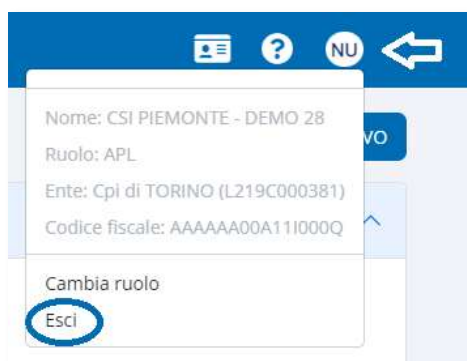 ? NU
Nome: CSI PIEMONTE - DEMO 28
VO
Ruolo: APL
Ente: Cpi di TORINO (L219C000381)
Codice fiscale: AAAAAA00A11I000Q
Cambia ruolo
Esci